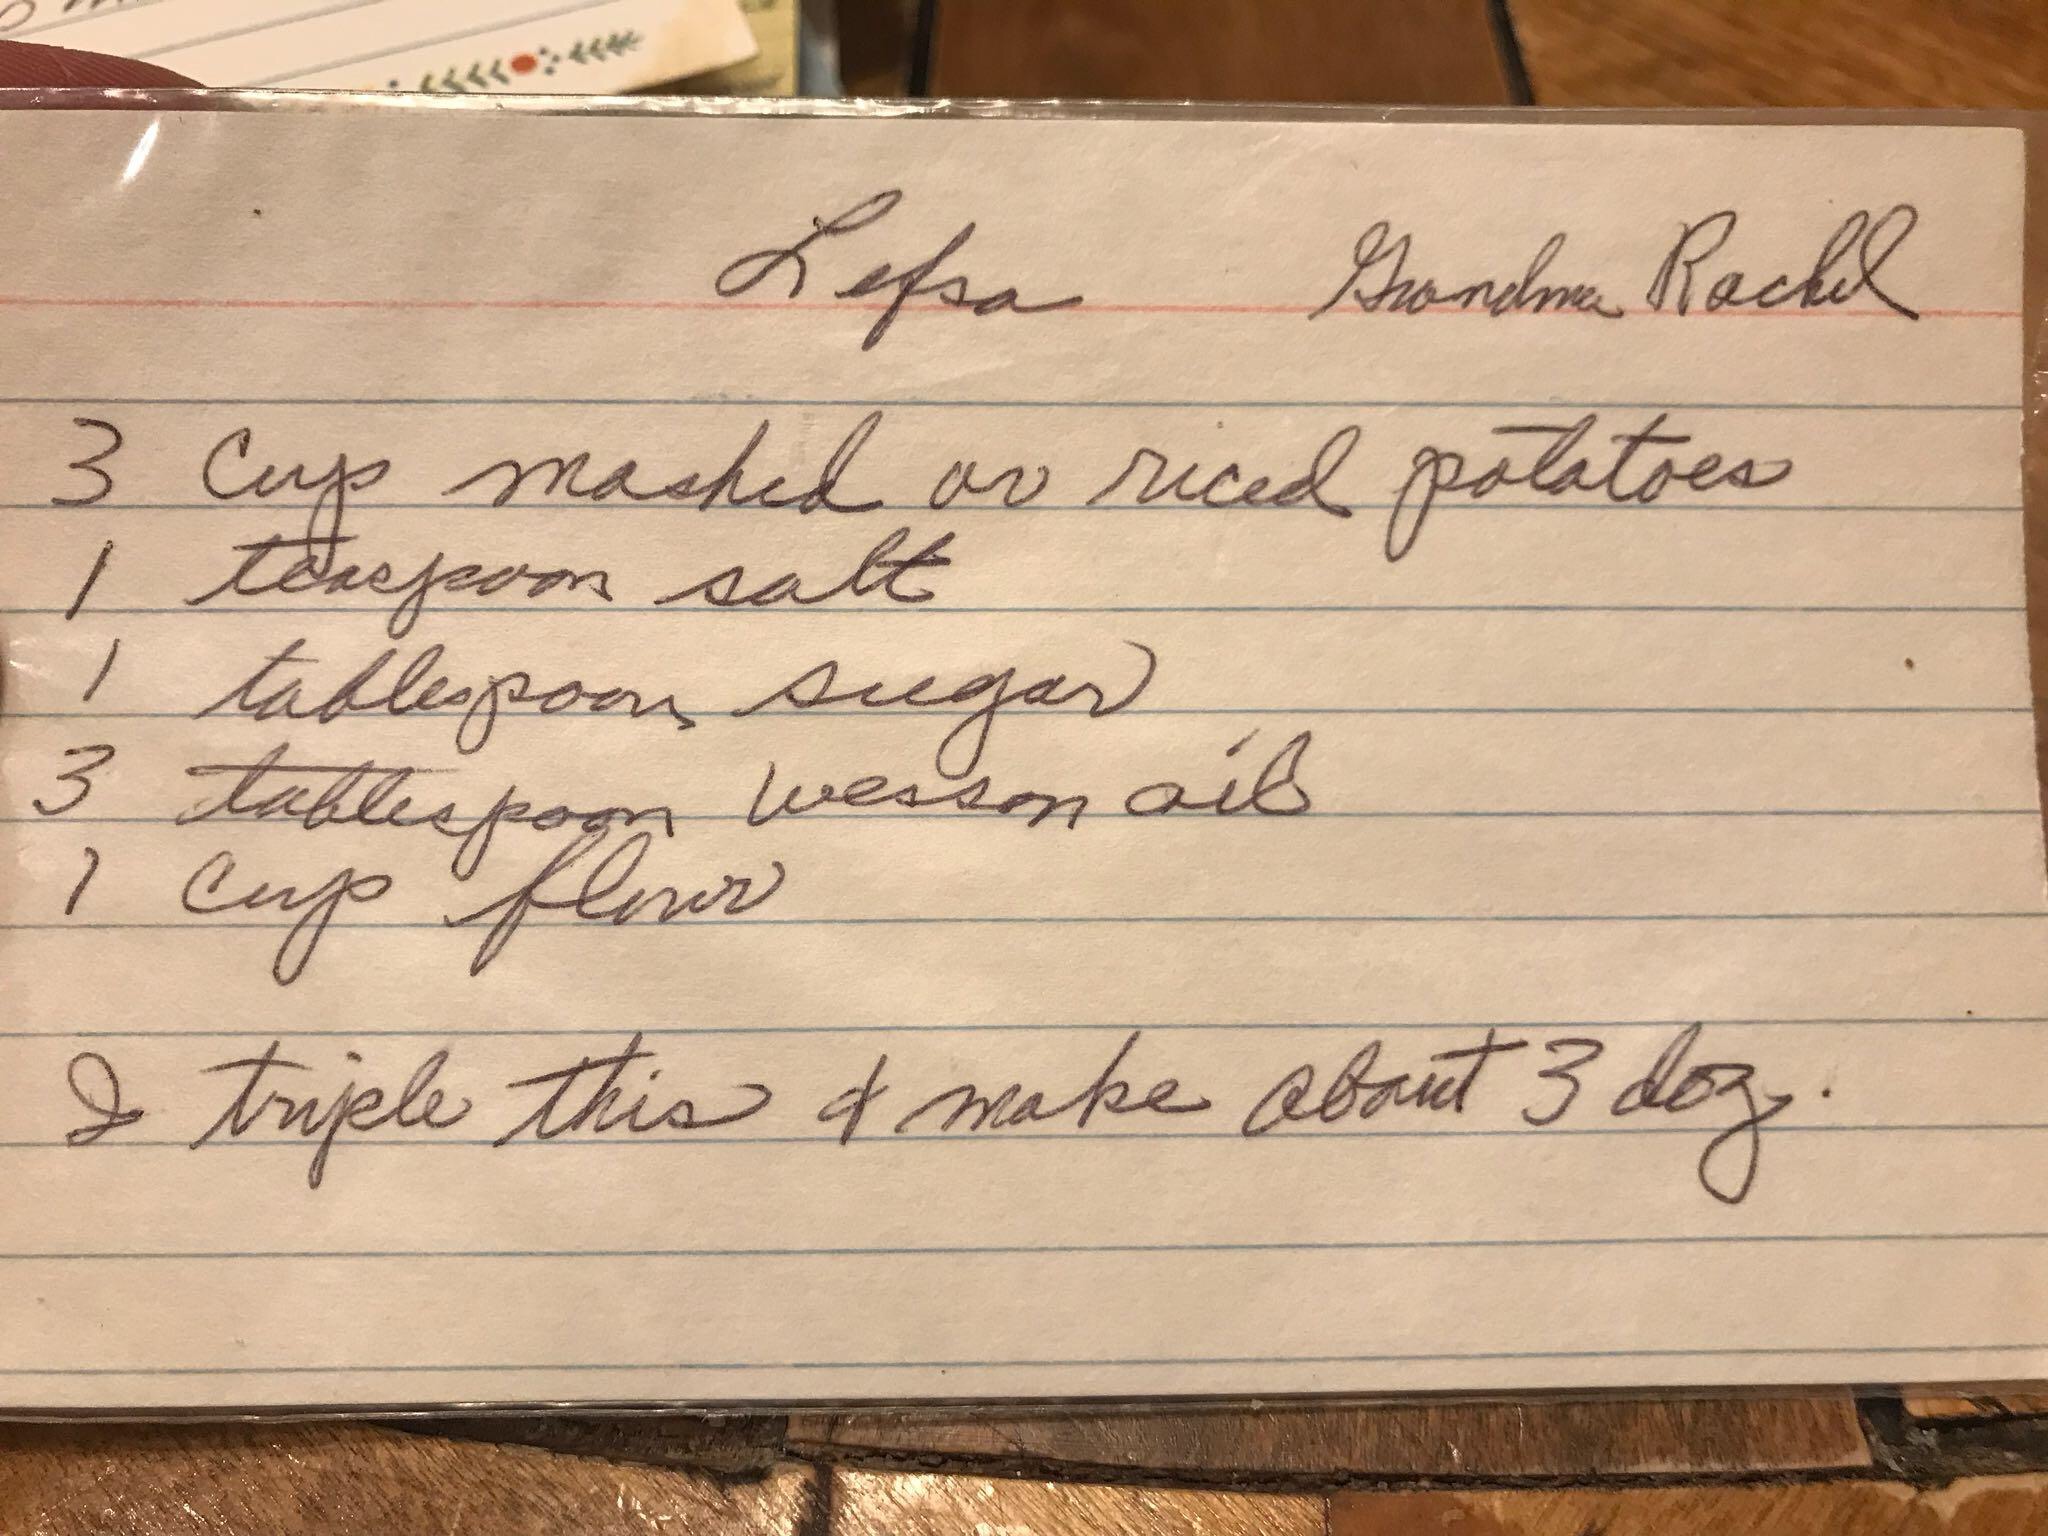 Lefsa Grandma Rachel
3 cup mashed or riced potatoes
1 teaspoon salt
1 tablespoon sugar
3 tablespoon wesson oil
1 cup flour
I triple this & make about 3 doz.